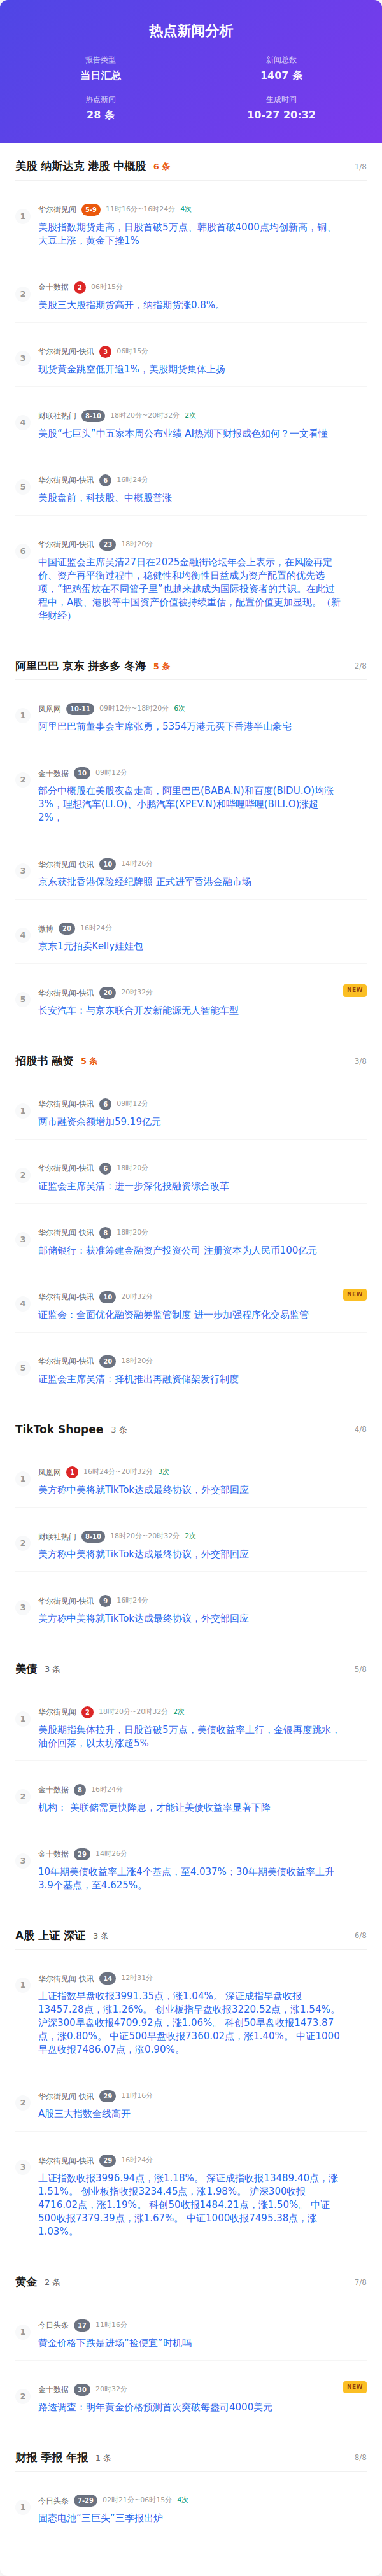 热点新闻分析
报告类型
新闻总数
当日汇总
1407 条
热点新闻
生成时间
28 条
10-27 20:32
美股 纳斯达克 港股 中概股 6 条 1/8
1 华尔街见闻 5-9 11时16分~16时24分 4次
美股指数期货走高，日股首破5万点、韩股首破4000点均创新高，铜、
大豆上涨，黄金下挫1%
2 金十数据 2 06时15分
美股三大股指期货高开，纳指期货涨0.8%。
3 华尔街见闻-快讯 3 06时15分
现货黄金跳空低开逾1%，美股期货集体上扬
4 财联社热门 8-10 18时20分~20时32分 2次
美股“七巨头”中五家本周公布业绩 AI热潮下财报成色如何？一文看懂
5 华尔街见闻-快讯 6 16时24分
美股盘前，科技股、中概股普涨
6 华尔街见闻-快讯 23 18时20分
中国证监会主席吴清27日在2025金融街论坛年会上表示，在风险再定
价、资产再平衡过程中，稳健性和均衡性日益成为资产配置的优先选
项，“把鸡蛋放在不同篮子里”也越来越成为国际投资者的共识。在此过
程中，A股、港股等中国资产价值被持续重估，配置价值更加显现。（新
华财经）
阿里巴巴 京东 拼多多 冬海 5 条 2/8
1 凤凰网 10-11 09时12分~18时20分 6次
阿里巴巴前董事会主席张勇，5354万港元买下香港半山豪宅
2 金十数据 10 09时12分
部分中概股在美股夜盘走高，阿里巴巴(BABA.N)和百度(BIDU.O)均涨
3%，理想汽车(LI.O)、小鹏汽车(XPEV.N)和哔哩哔哩(BILI.O)涨超
2%，
3 华尔街见闻-快讯 10 14时26分
京东获批香港保险经纪牌照 正式进军香港金融市场
4 微博 20 16时24分
京东1元拍卖Kelly娃娃包
5 华尔街见闻-快讯 20 20时32分 NEW
长安汽车：与京东联合开发新能源无人智能车型
招股书 融资 5 条 3/8
1 华尔街见闻-快讯 6 09时12分
两市融资余额增加59.19亿元
2 华尔街见闻-快讯 6 18时20分
证监会主席吴清：进一步深化投融资综合改革
3 华尔街见闻-快讯 8 18时20分
邮储银行：获准筹建金融资产投资公司 注册资本为人民币100亿元
4 华尔街见闻-快讯 10 20时32分 NEW
证监会：全面优化融资融券监管制度 进一步加强程序化交易监管
5 华尔街见闻-快讯 20 18时20分
证监会主席吴清：择机推出再融资储架发行制度
TikTok Shopee 3 条 4/8
1 凤凰网 1 16时24分~20时32分 3次
美方称中美将就TikTok达成最终协议，外交部回应
2 财联社热门 8-10 18时20分~20时32分 2次
美方称中美将就TikTok达成最终协议，外交部回应
3 华尔街见闻-快讯 9 16时24分
美方称中美将就TikTok达成最终协议，外交部回应
美债 3 条 5/8
1 华尔街见闻 2 18时20分~20时32分 2次
美股期指集体拉升，日股首破5万点，美债收益率上行，金银再度跳水，
油价回落，以太坊涨超5%
2 金十数据 8 16时24分
机构： 美联储需更快降息，才能让美债收益率显著下降
3 金十数据 29 14时26分
10年期美债收益率上涨4个基点，至4.037%；30年期美债收益率上升
3.9个基点，至4.625%。
A股 上证 深证 3 条 6/8
1 华尔街见闻-快讯 14 12时31分
上证指数早盘收报3991.35点，涨1.04%。 深证成指早盘收报
13457.28点，涨1.26%。 创业板指早盘收报3220.52点，涨1.54%。
沪深300早盘收报4709.92点，涨1.06%。 科创50早盘收报1473.87
点，涨0.80%。 中证500早盘收报7360.02点，涨1.40%。 中证1000
早盘收报7486.07点，涨0.90%。
2 华尔街见闻-快讯 29 11时16分
A股三大指数全线高开
3 华尔街见闻-快讯 29 16时24分
上证指数收报3996.94点，涨1.18%。 深证成指收报13489.40点，涨
1.51%。 创业板指收报3234.45点，涨1.98%。 沪深300收报
4716.02点，涨1.19%。 科创50收报1484.21点，涨1.50%。 中证
500收报7379.39点，涨1.67%。 中证1000收报7495.38点，涨
1.03%。
黄金 2 条 7/8
1 今日头条 17 11时16分
黄金价格下跌是进场“捡便宜”时机吗
2 金十数据 30 20时32分 NEW
路透调查：明年黄金价格预测首次突破每盎司4000美元
财报 季报 年报 1 条 8/8
1 今日头条 7-29 02时21分~06时15分 4次
固态电池“三巨头”三季报出炉